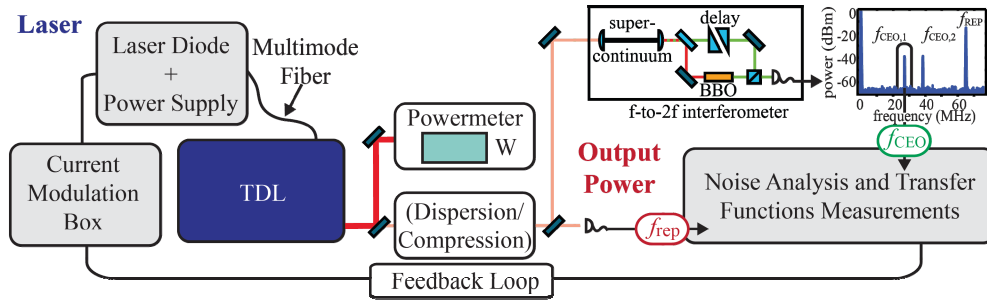 Laser
Laser Diode
+
Power Supply
Multimode
Fiber
Current
Modulation
Box
TDL
Powermeter
W
(Dispersion/
Compression)
super-
continuum
delay
BBO
f-to-2f interferometer
power (dBm)
0
-20
-40
-60
0
20
40
60
frequency (MHz)
fCEO,1
fCEO,2
fREP
fCEO
Output
Power
frep
Noise Analysis and Transfer
Functions Measurements
Feedback Loop